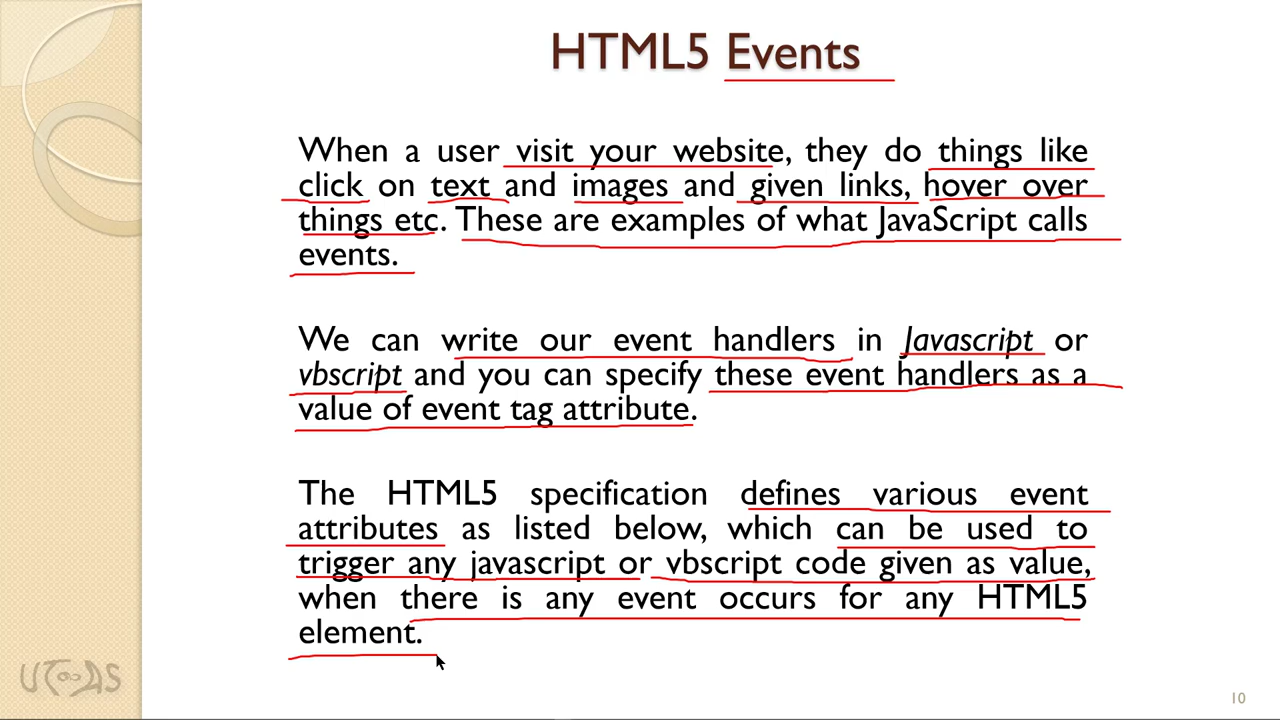 HTML5 Events
When a user visit your website, they do things like
click on text and images and given links, hover over
things etc. These are examples of what JavaScript calls
events.
We can write our event handlers in Javascript or
vbscript and you can specify these event handlers as a
value of event tag attribute.
The HTML5 specification defines various event
attributes as listed below, which can be used to
trigger any javascript or vbscript code given as value,
when there is any event occurs for any HTML5
element.
10